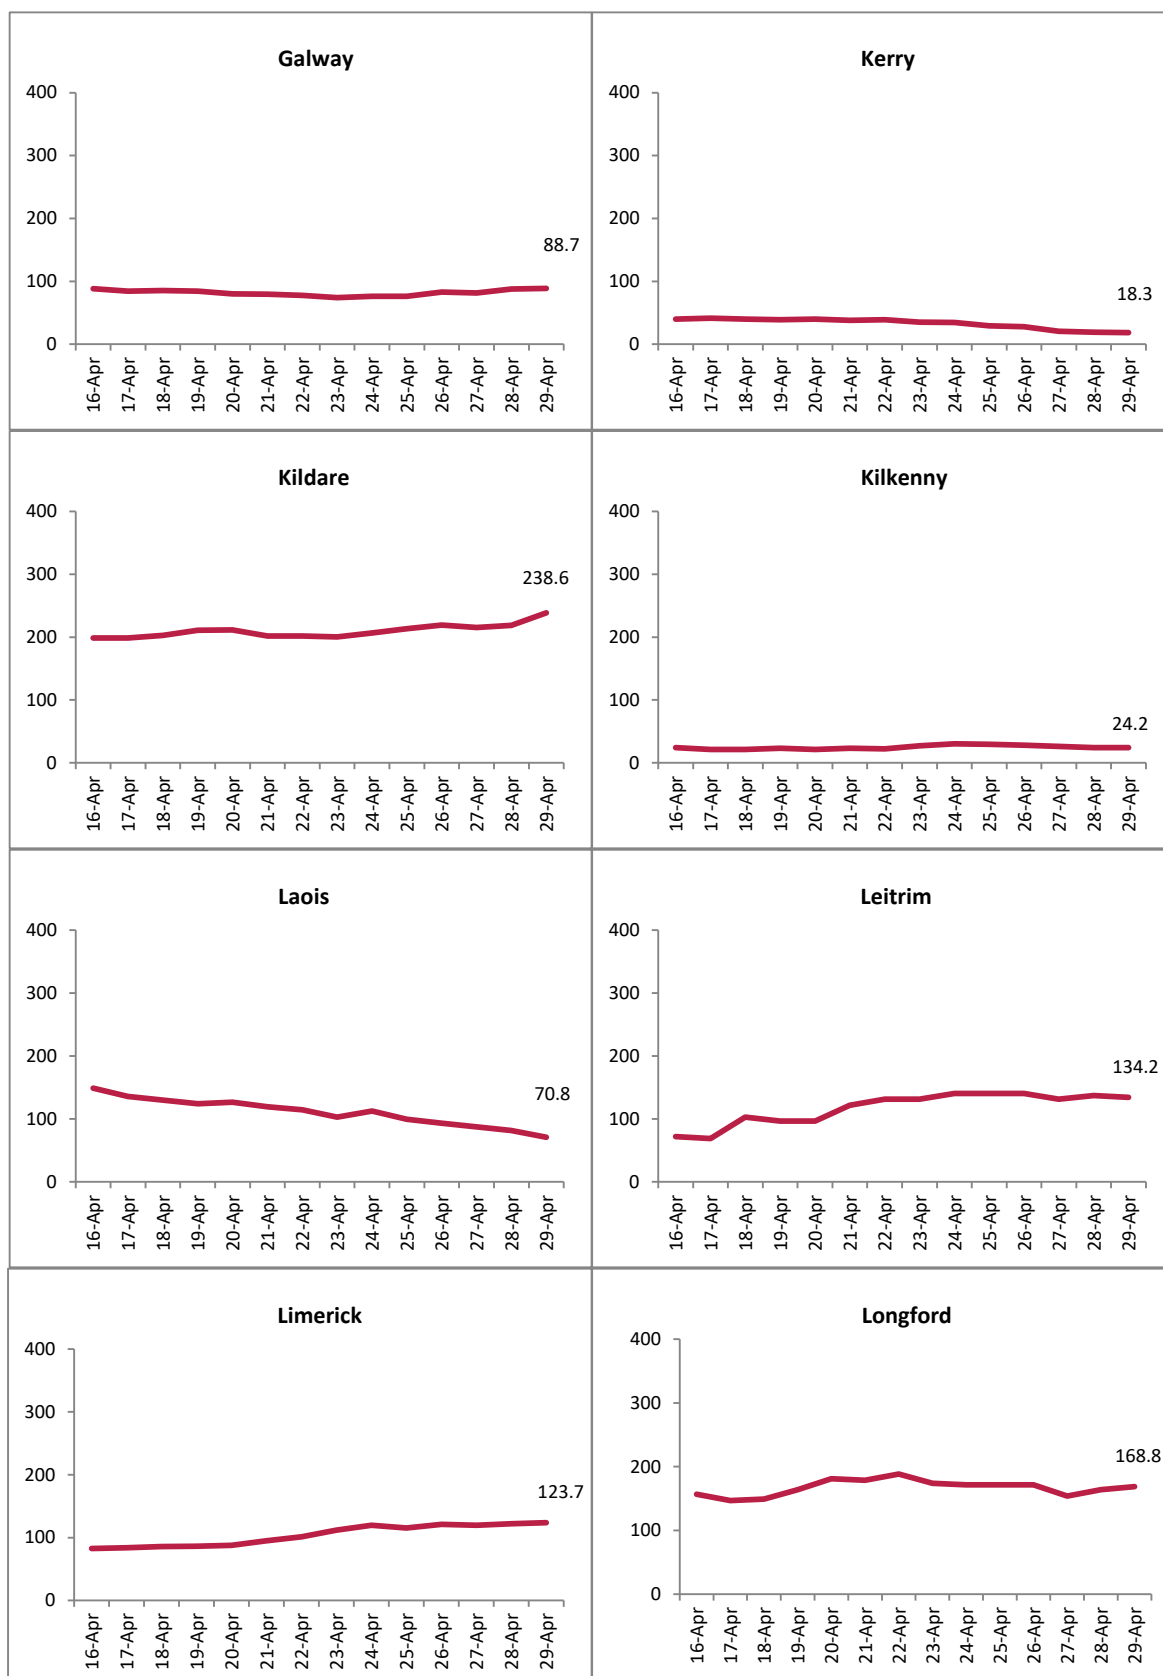 Galway
400
300
200
100
0
88.7
16-Apr
17-Apr
18-Apr
19-Apr
20-Apr
21-Apr
22-Apr
23-Apr
24-Apr
25-Apr
26-Apr
27-Apr
28-Apr
29-Apr
Kerry
400
300
200
100
0
18.3
16-Apr
17-Apr
18-Apr
19-Apr
20-Apr
21-Apr
22-Apr
23-Apr
24-Apr
25-Apr
26-Apr
27-Apr
28-Apr
29-Apr
Kildare
400
300
200
100
0
238.6
16-Apr
17-Apr
18-Apr
19-Apr
20-Apr
21-Apr
22-Apr
23-Apr
24-Apr
25-Apr
26-Apr
27-Apr
28-Apr
29-Apr
Kilkenny
400
300
200
100
0
24.2
16-Apr
17-Apr
18-Apr
19-Apr
20-Apr
21-Apr
22-Apr
23-Apr
24-Apr
25-Apr
26-Apr
27-Apr
28-Apr
29-Apr
Laois
400
300
200
100
0
70.8
16-Apr
17-Apr
18-Apr
19-Apr
20-Apr
21-Apr
22-Apr
23-Apr
24-Apr
25-Apr
26-Apr
27-Apr
28-Apr
29-Apr
Leitrim
400
300
200
100
0
134.2
16-Apr
17-Apr
18-Apr
19-Apr
20-Apr
21-Apr
22-Apr
23-Apr
24-Apr
25-Apr
26-Apr
27-Apr
28-Apr
29-Apr
Limerick
400
300
200
100
0
123.7
16-Apr
17-Apr
18-Apr
19-Apr
20-Apr
21-Apr
22-Apr
23-Apr
24-Apr
25-Apr
26-Apr
27-Apr
28-Apr
29-Apr
Longford
400
300
200
100
0
168.8
16-Apr
17-Apr
18-Apr
19-Apr
20-Apr
21-Apr
22-Apr
23-Apr
24-Apr
25-Apr
26-Apr
27-Apr
28-Apr
29-Apr